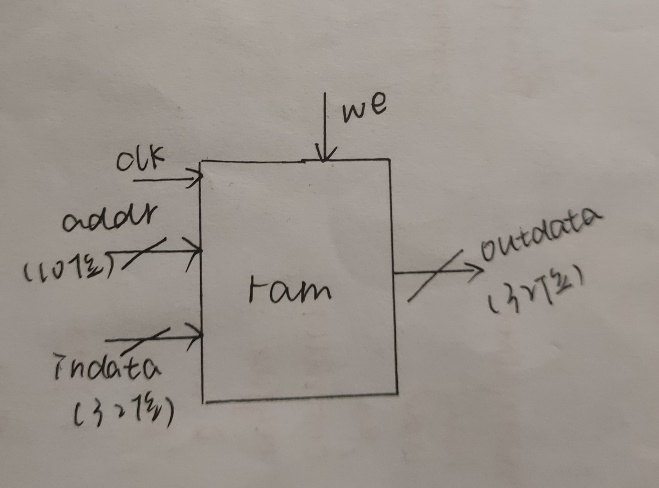 we
clk
addr
(10位)
ram
outdata
(32位)
indata
(32位)